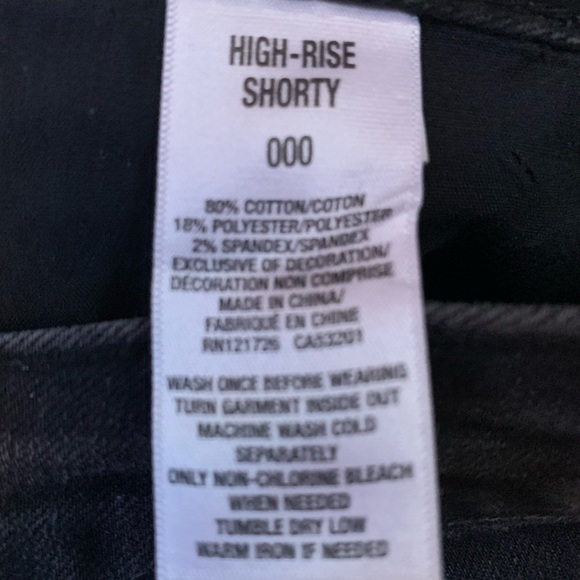 HIGH-RISE
SHORTY
000
80% COTTON/COTON
18% POLYESTER/POLYESTER
2% SPANDEX/SPANDEX
EXCLUSIVE OF DECORATION/
DÉCORATION NON COMPRISE
MADE IN CHINA/
FABRIQUÉ EN CHINE
RN121726 CA53201
WASH ONCE BEFORE WEARING
TURN GARMENT INSIDE OUT
MACHINE WASH COLD
SEPARATELY
ONLY NON-CHLORINE BLEACH
WHEN NEEDED
TUMBLE DRY LOW
WARM IRON IF NEEDED